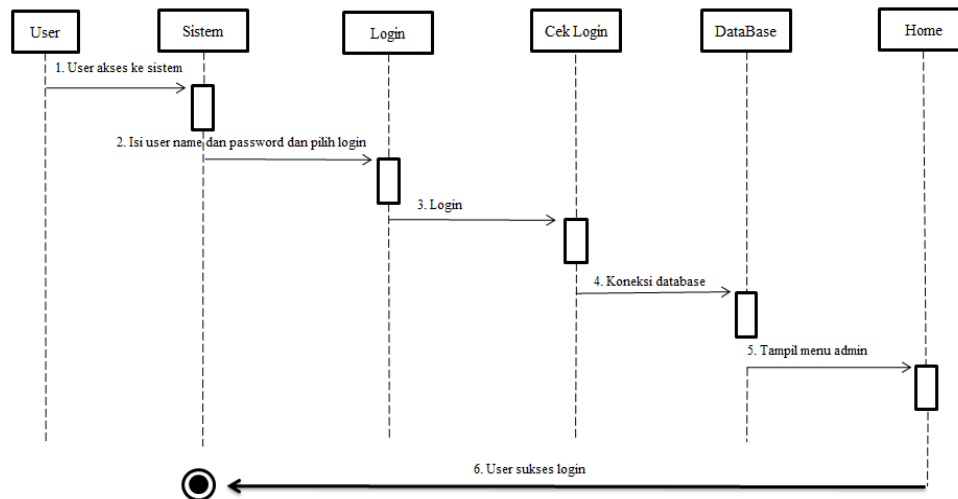 User
Sistem
Login
Cek Login
DataBase
Home
1. User akses ke sistem
2. Isi user name dan password dan pilih login
3. Login
4. Koneksi database
5. Tampil menu admin
6. User sukses login